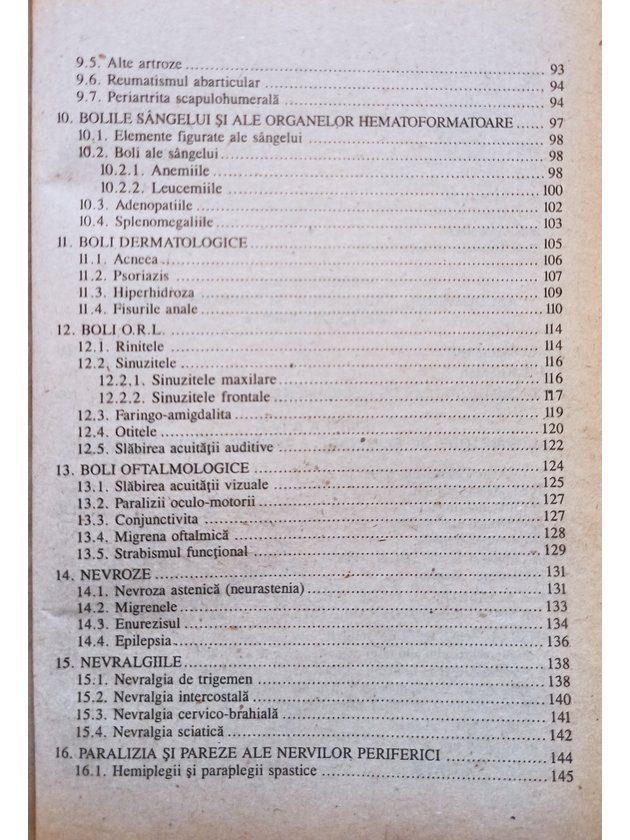 9.5. Alte artroze ........ 93
9.6. Reumatismul abarticular ........ 94
9.7. Periartrita scapulohumerală ........ 94
10. BOLILE SÂNGELUI ŞI ALE ORGANELOR HEMATOFORMATOARE ........ 97
10.1. Elemente figurate ale sângelui ........ 98
10.2. Boli ale sângelui ........ 98
10.2.1. Anemiile ........ 98
10.2.2. Leucemiile ........ 100
10.3. Adenopatiile ........ 102
10.4. Splenomegaliile ........ 103
11. BOLI DERMATOLOGICE ........ 105
11.1. Acneea ........ 106
11.2. Psoriazis ........ 107
11.3. Hiperhidroza ........ 109
11.4. Fisurile anale ........ 110
12. BOLI O.R.L. ........ 114
12.1. Rinitele ........ 114
12.2. Sinuzitele ........ 116
12.2.1. Sinuzitele maxilare ........ 116
12.2.2. Sinuzitele frontale ........ 117
12.3. Faringo-amigdalita ........ 119
12.4. Otitele ........ 120
12.5. Slăbirea acuităţii auditive ........ 122
13. BOLI OFTALMOLOGICE ........ 124
13.1. Slăbirea acuităţii vizuale ........ 125
13.2. Paralizii oculo-motorii ........ 127
13.3. Conjunctivita ........ 127
13.4. Migrena oftalmică ........ 128
13.5. Strabismul funcţional ........ 129
14. NEVROZE ........ 131
14.1. Nevroza astenică (neurastenia) ........ 131
14.2. Migrenele ........ 133
14.3. Enurezisul ........ 134
14.4. Epilepsia ........ 136
15. NEVRALGIILE ........ 138
15.1. Nevralgia de trigemen ........ 138
15.2. Nevralgia intercostală ........ 140
15.3. Nevralgia cervico-brahială ........ 141
15.4. Nevralgia sciatică ........ 142
16. PARALIZIA ŞI PAREZE ALE NERVILOR PERIFERICI ........ 144
16.1. Hemiplegii şi paraplegii spastice ........ 145